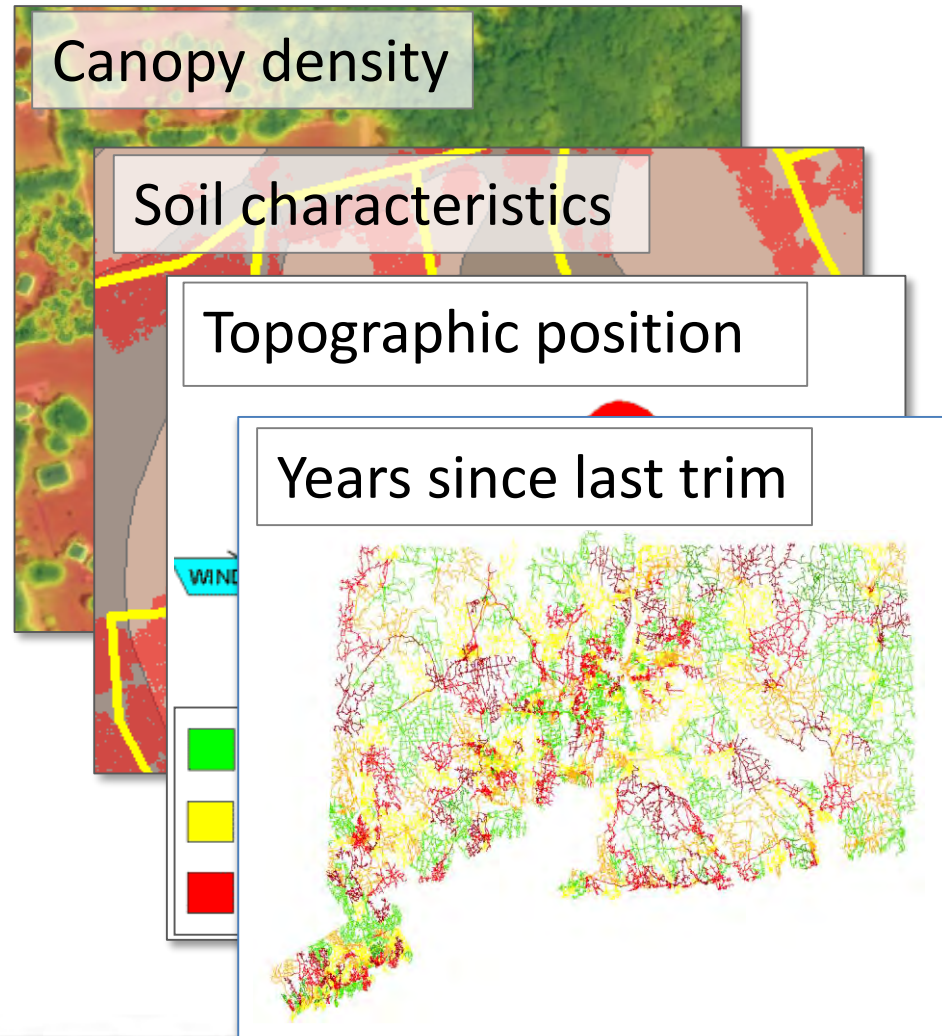 Canopy density
Soil characteristics
Topographic position
Years since last trim